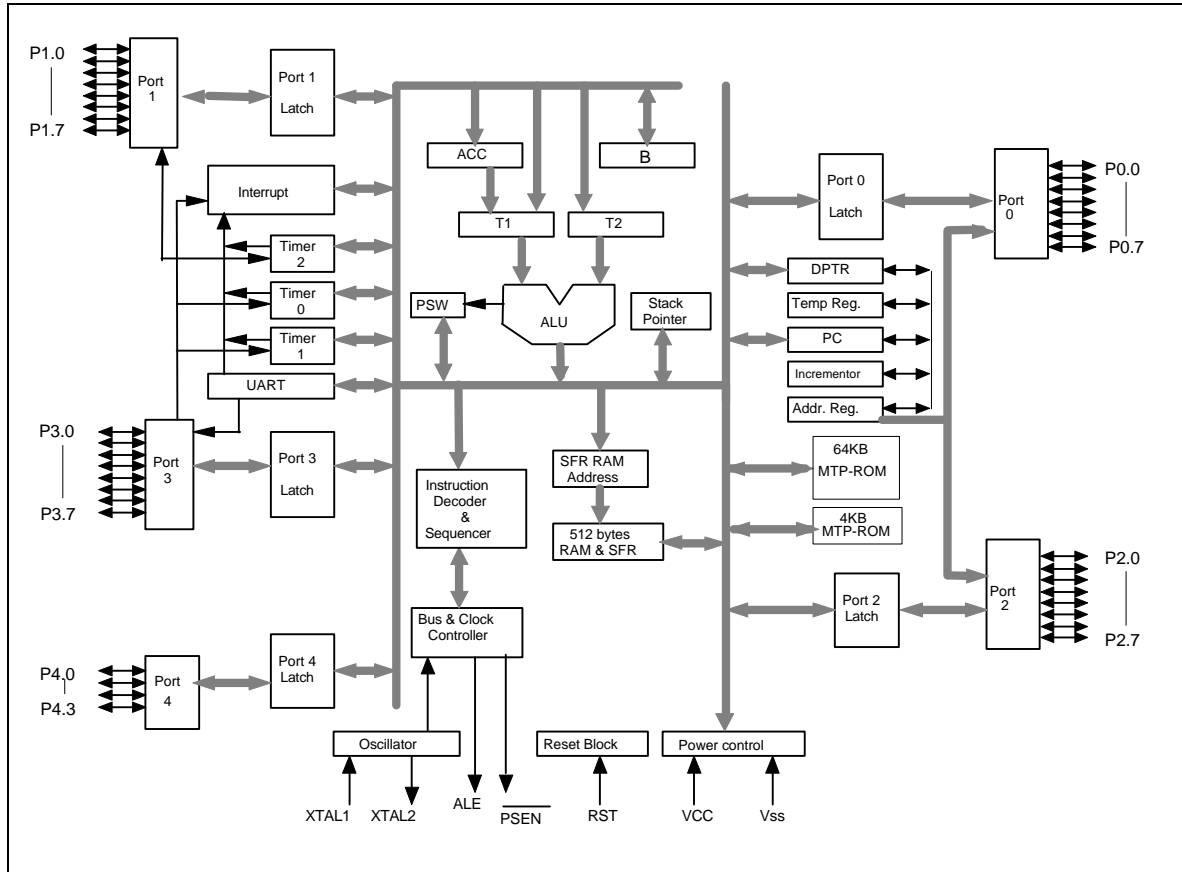 P1.0
P1.7
Port
1
Port 1
Latch
Interrupt
Timer
2
Timer
0
Timer
1
UART
P3.0
P3.7
Port
3
Port 3
Latch
P4.0
P4.3
Port
4
Port 4
Latch
ACC
B
T1
T2
PSW
ALU
Stack
Pointer
Instruction
Decoder
&
Sequencer
SFR RAM
Address
512 bytes
RAM & SFR
Bus & Clock
Controller
Oscillator
Reset Block
Power control
XTAL1
XTAL2
ALE
PSEN
RST
VCC
Vss
Port 0
Latch
Port
0
P0.0
P0.7
DPTR
Temp Reg.
PC
Incrementor
Addr. Reg.
64KB
MTP-ROM
4KB
MTP-ROM
Port 2
Latch
Port
2
P2.0
P2.7